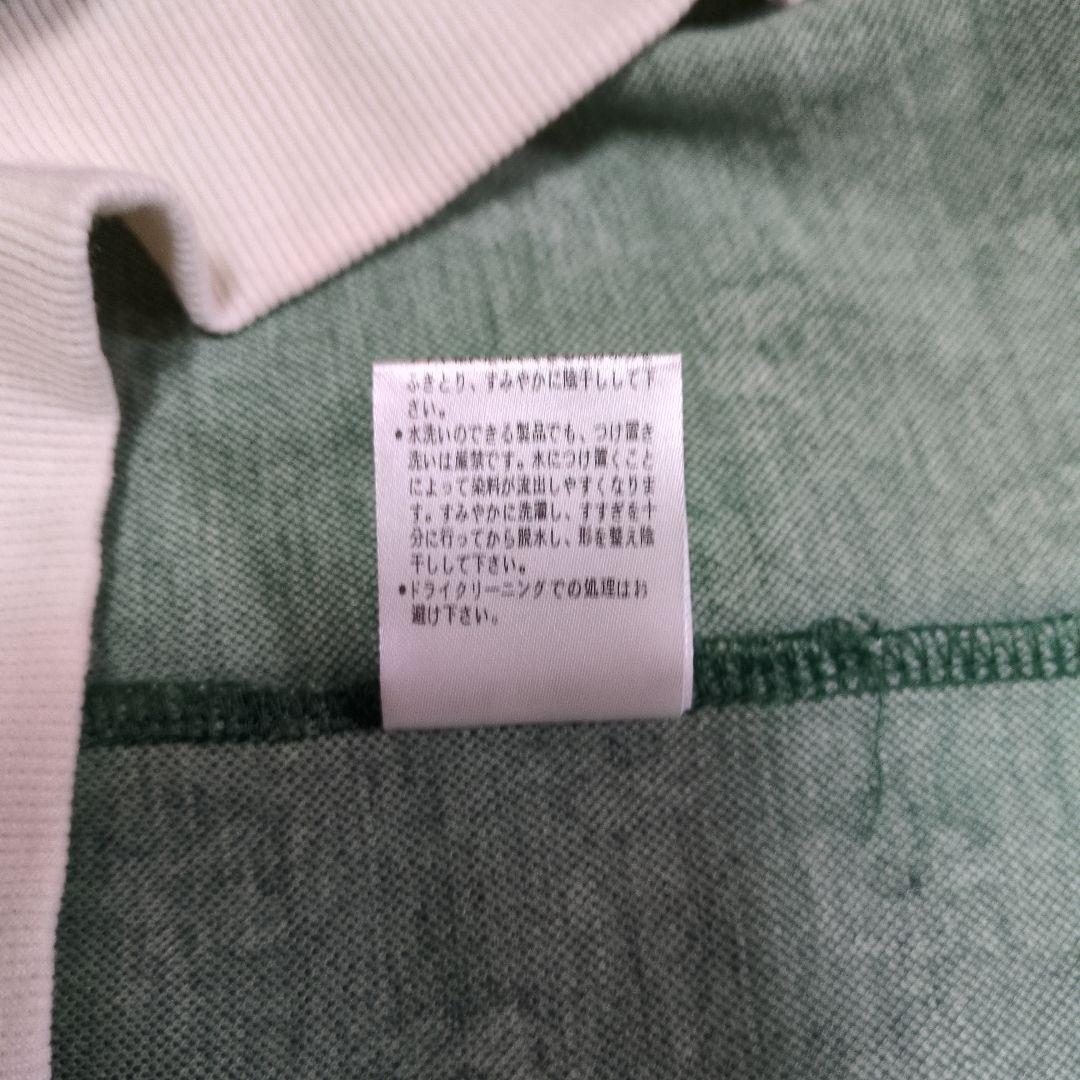 ふきとり、すみやかに陰干しして下
さい。
●水洗いのできる製品でも、つけ置き
洗いは厳禁です。水につけ置くこと
によって染料が流出しやすくなりま
す。すみやかに洗濯し、すすぎを十
分に行ってから脱水し、形を整え陰
干しして下さい。
●ドライクリーニングでの処理はお
避け下さい。